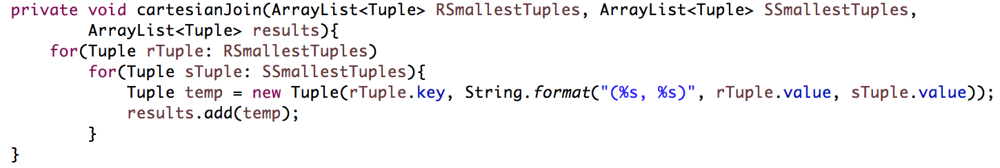 private void cartesianJoin(ArrayList<Tuple> RSmallestTuples, ArrayList<Tuple> SSmallestTuples,
        ArrayList<Tuple> results){
    for(Tuple rTuple: RSmallestTuples)
        for(Tuple sTuple: SSmallestTuples){
            Tuple temp = new Tuple(rTuple.key, String.format("(%s, %s)", rTuple.value, sTuple.value));
            results.add(temp);
        }
}